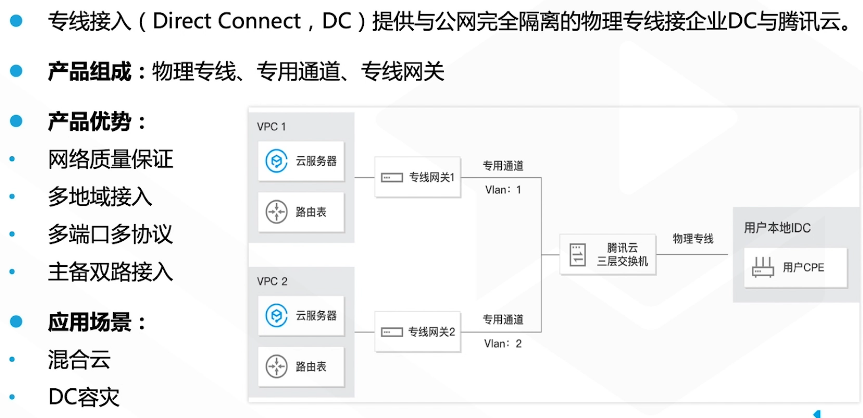 专线接入（Direct Connect，DC）提供与公网完全隔离的物理专线接企业DC与腾讯云。
产品组成：物理专线、专用通道、专线网关
产品优势：
网络质量保证
多地域接入
多端口多协议
主备双路接入
应用场景：
混合云
DC容灾
VPC 1
云服务器
路由表
专线网关1
专用通道
Vlan：1
VPC 2
云服务器
路由表
专线网关2
专用通道
Vlan：2
腾讯云
三层交换机
物理专线
用户本地IDC
用户CPE